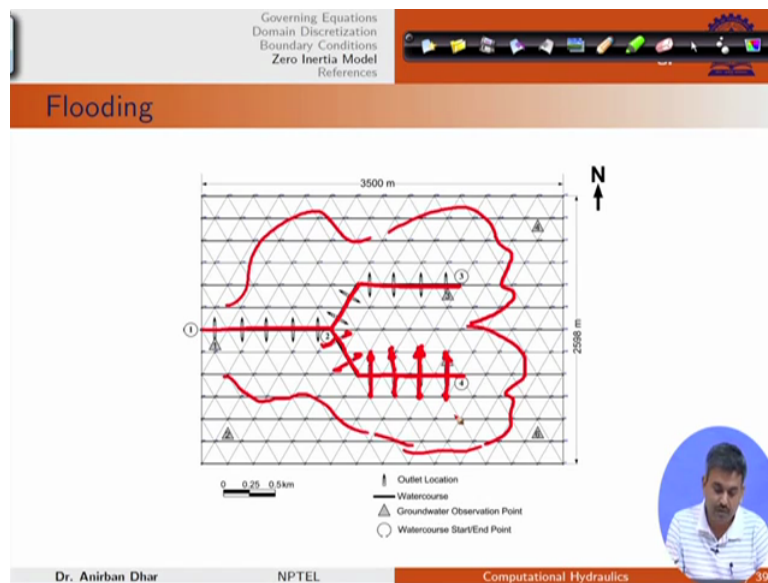 Governing Equations
Domain Discretization
Boundary Conditions
Zero Inertia Model
References
Flooding
3500 m
N
2598 m
3
1
2
4
2
0 0.25 0.5km
Outlet Location
Watercourse
Groundwater Observation Point
Watercourse Start/End Point
Dr. Anirban Dhar NPTEL Computational Hydraulics 39